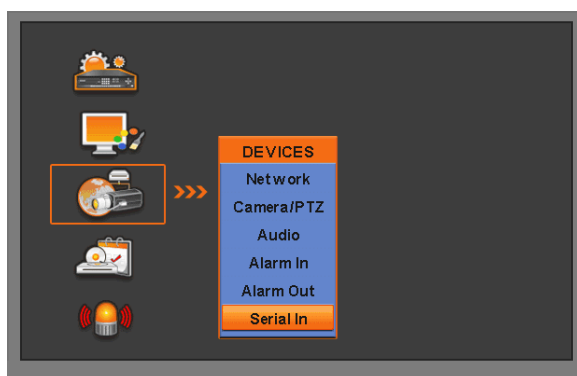 DEVICES
Network
Camera/PTZ
Audio
Alarm In
Alarm Out
Serial In